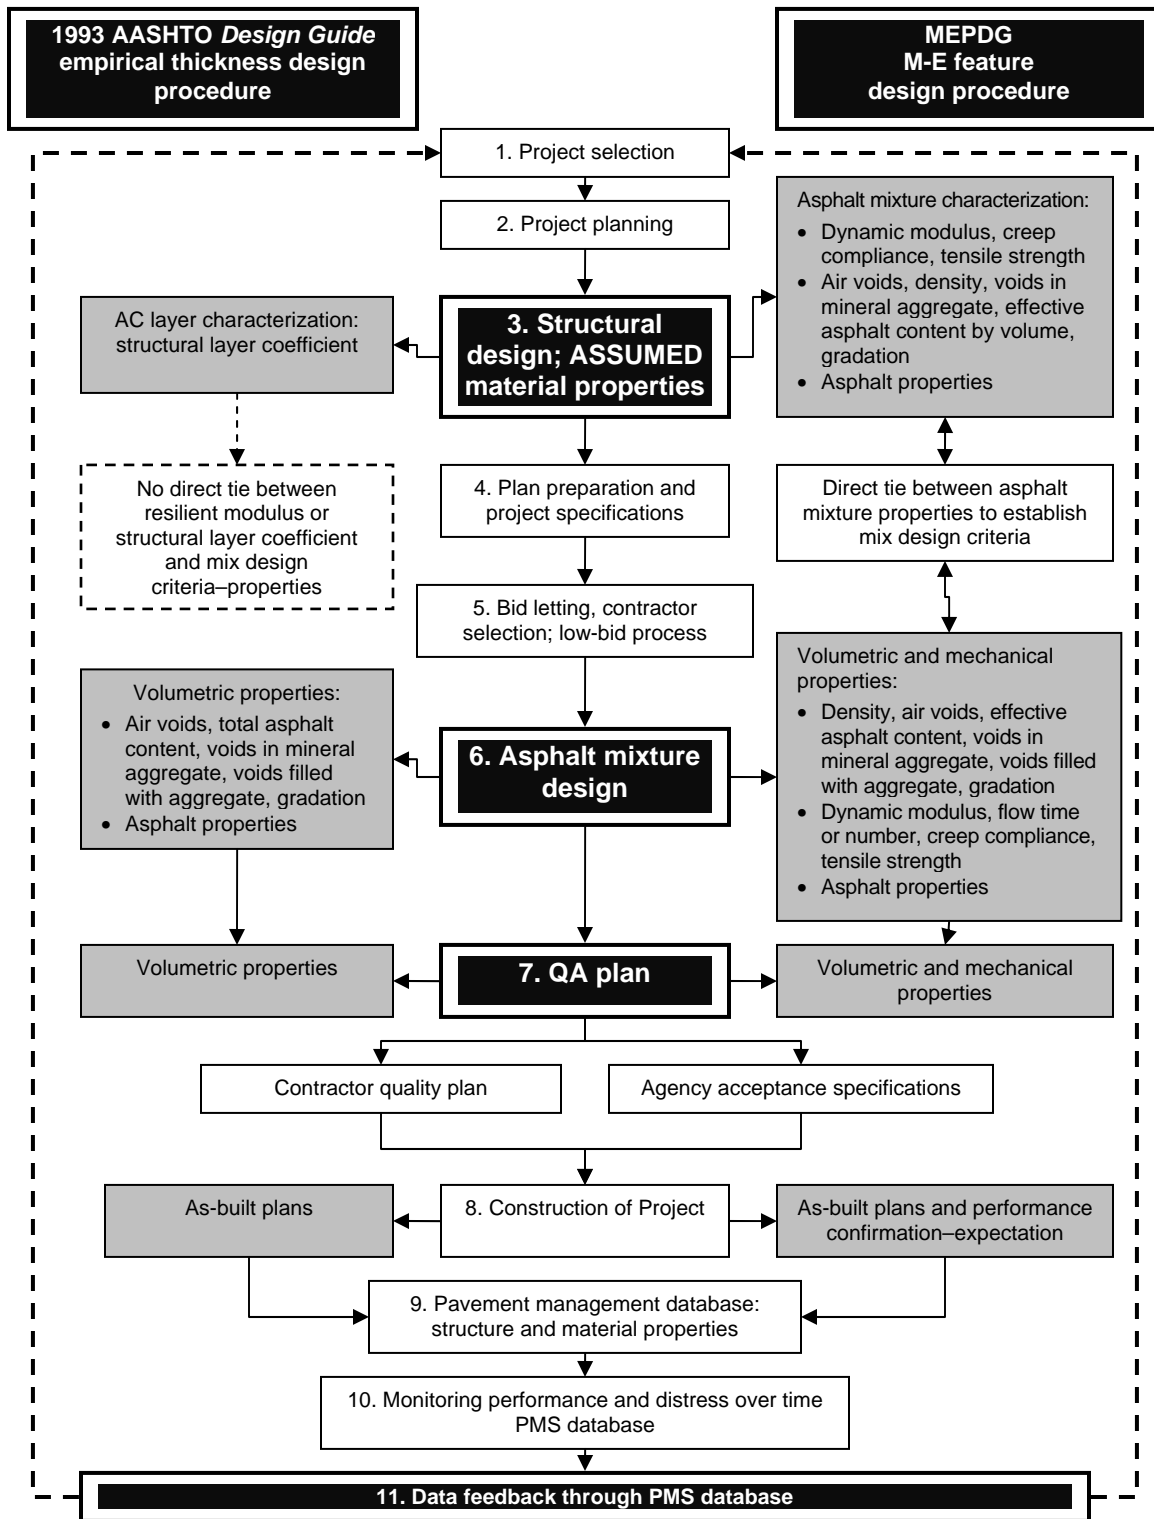 1993 AASHTO Design Guide
empirical thickness design
procedure
MEPDG
M-E feature
design procedure
1. Project selection
2. Project planning
Asphalt mixture characterization:
• Dynamic modulus, creep
compliance, tensile strength
• Air voids, density, voids in
mineral aggregate, effective
asphalt content by volume,
gradation
• Asphalt properties
AC layer characterization:
structural layer coefficient
3. Structural
design; ASSUMED
material properties
No direct tie between
resilient modulus or
structural layer coefficient
and mix design
criteria–properties
4. Plan preparation and
project specifications
Direct tie between asphalt
mixture properties to establish
mix design criteria
5. Bid letting, contractor
selection; low-bid process
Volumetric properties:
• Air voids, total asphalt
content, voids in mineral
aggregate, voids filled
with aggregate, gradation
• Asphalt properties
6. Asphalt mixture
design
Volumetric and mechanical
properties:
• Density, air voids, effective
asphalt content, voids in
mineral aggregate, voids filled
with aggregate, gradation
• Dynamic modulus, flow time
or number, creep compliance,
tensile strength
• Asphalt properties
Volumetric properties
7. QA plan
Volumetric and mechanical
properties
Contractor quality plan
Agency acceptance specifications
As-built plans
8. Construction of Project
As-built plans and performance
confirmation–expectation
9. Pavement management database:
structure and material properties
10. Monitoring performance and distress over time
PMS database
11. Data feedback through PMS database